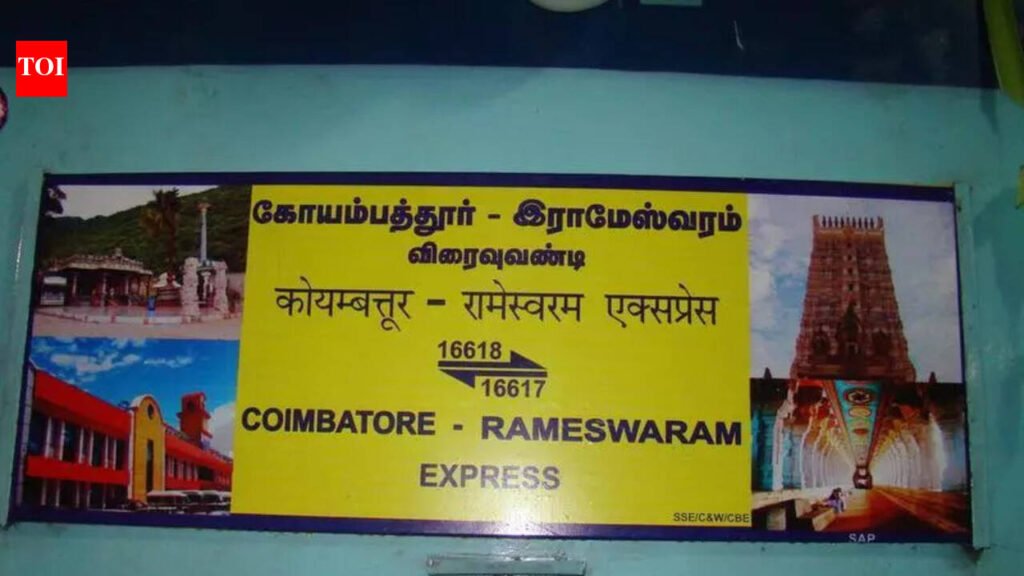 TOI
கோயம்பத்தூர் - இராமேஸ்வரம்
விரைவுவண்டி
कोयम्बत्तूर - रामेस्वरम एक्सप्रेस
16618
16617
COIMBATORE - RAMESWARAM
EXPRESS
SSE/C&W/CBE
SAP